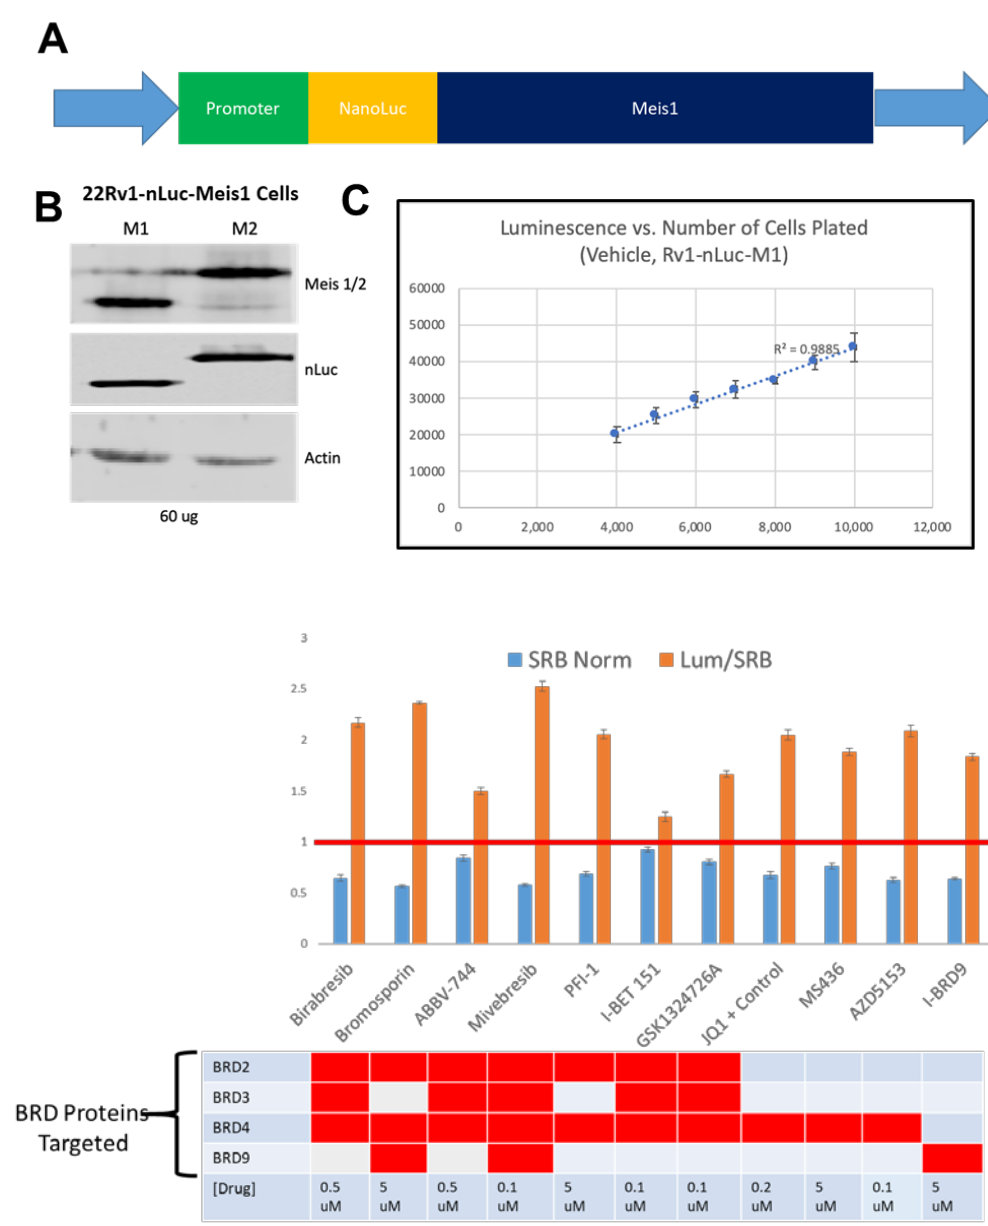 A
Promoter NanoLuc Meis1
B
22Rv1-nLuc-Meis1 Cells
M1 M2
Meis 1/2
nLuc
Actin
60 ug
C
Luminescence vs. Number of Cells Plated
(Vehicle, Rv1-nLuc-M1)
60000
50000
R² = 0.9885
40000
30000
20000
10000
0
0 2,000 4,000 6,000 8,000 10,000 12,000
3
SRB Norm Lum/SRB
2.5
2
1.5
1
0.5
0
Birabresib
Bromosporin
ABBV-744
Mivebresib
PFI-1
I-BET 151
GSK1324726A
JQ1 + Control
MS436
AZD5153
I-BRD9
BRD Proteins
Targeted
BRD2
BRD3
BRD4
BRD9
[Drug] 0.5 5 0.5 0.1 5 0.1 0.1 0.2 5 0.1 5
uM uM uM uM uM uM uM uM uM uM uM